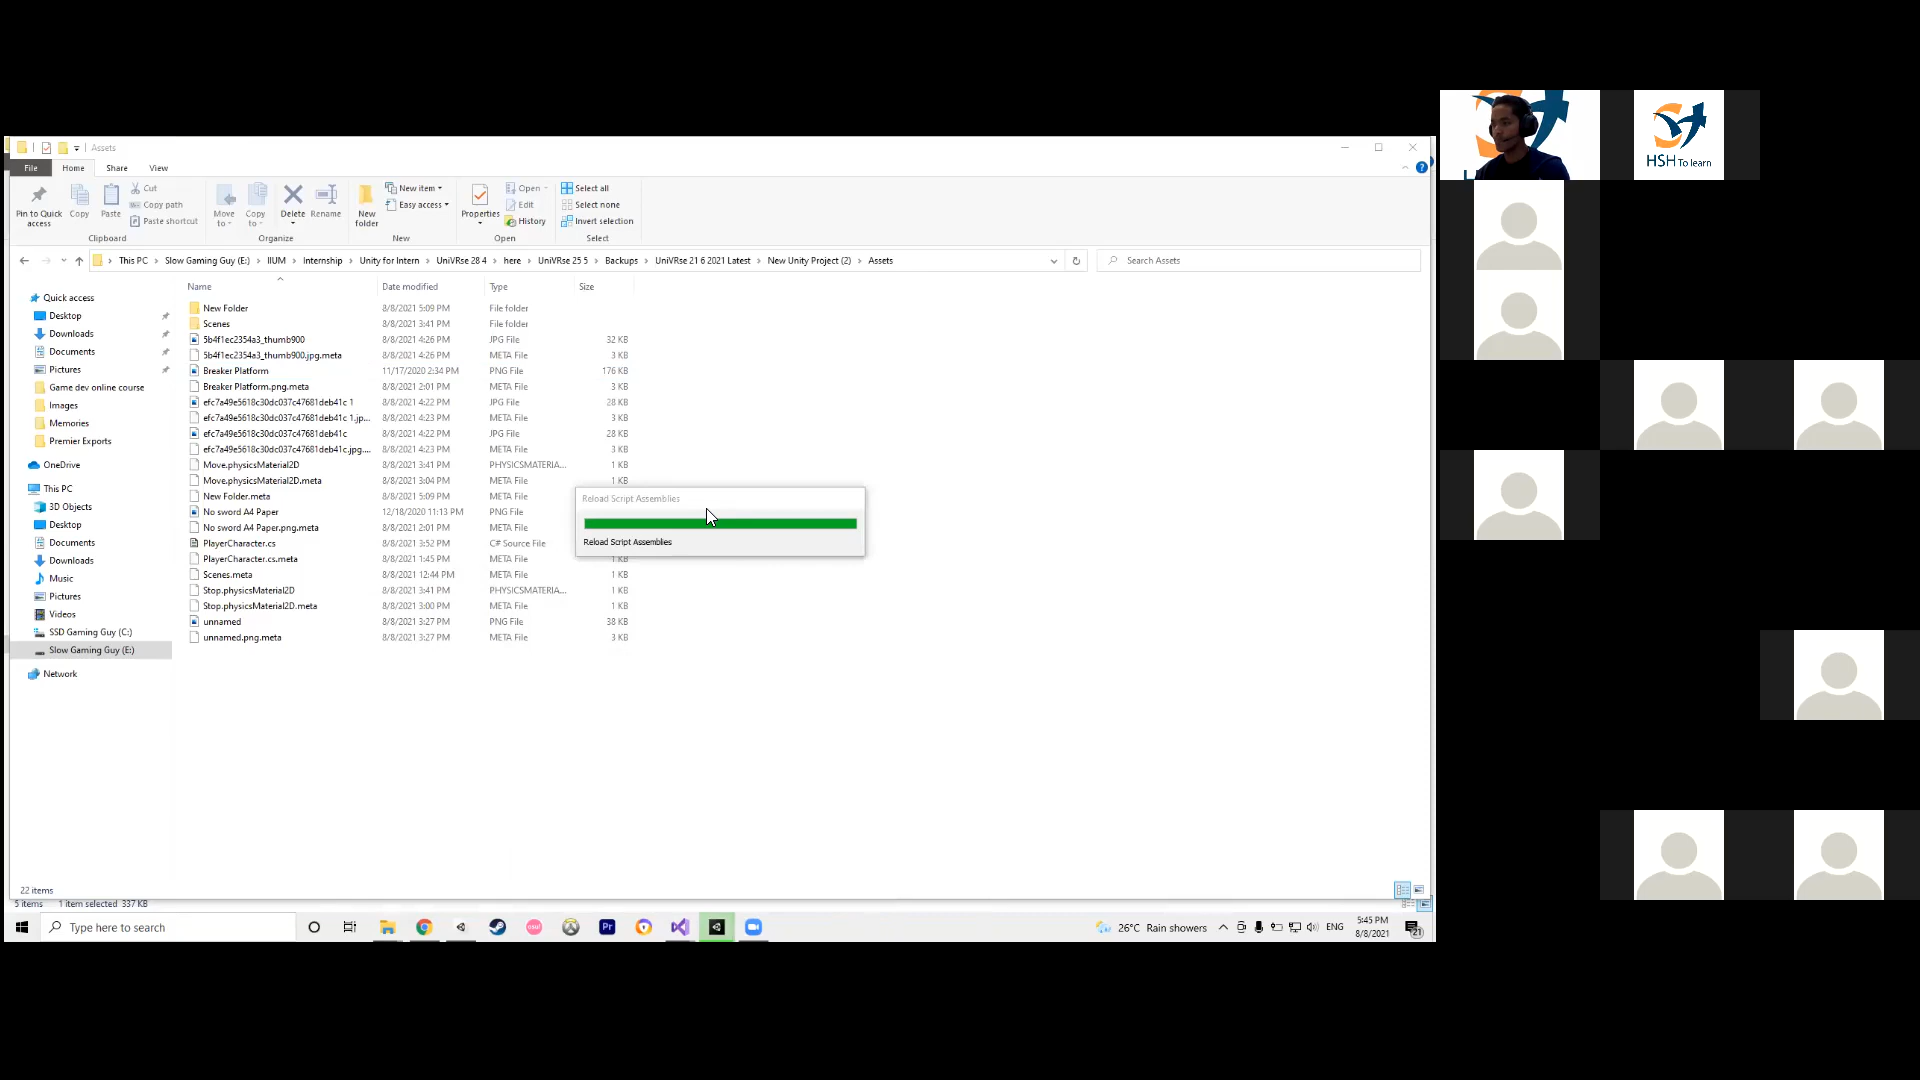 Assets
File Home Share View
Pin to Quick access
Copy
Paste
Cut
Copy path
Paste shortcut
Clipboard
Move to
Copy to
Delete
Rename
Organize
New folder
New item
Easy access
New
Properties
Open
Edit
History
Open
Select all
Select none
Invert selection
Select
This PC > Slow Gaming Guy (E:) > IIUM > Internship > Unity for Intern > UniVRse 28 4 > here > UniVRse 25 5 > Backups > UniVRse 21 6 2021 Latest > New Unity Project (2) > Assets
Search Assets
Quick access
Desktop
Downloads
Documents
Pictures
Game dev online course
Images
Memories
Premier Exports
OneDrive
This PC
3D Objects
Desktop
Documents
Downloads
Music
Pictures
Videos
SSD Gaming Guy (C:)
Slow Gaming Guy (E:)
Network
Name Date modified Type Size
New Folder 8/8/2021 5:09 PM File folder
Scenes 8/8/2021 3:41 PM File folder
5b4f1ec2354a3_thumb900 8/8/2021 4:26 PM JPG File 32 KB
5b4f1ec2354a3_thumb900.jpg.meta 8/8/2021 4:26 PM META File 3 KB
Breaker Platform 11/17/2020 2:34 PM PNG File 176 KB
Breaker Platform.png.meta 8/8/2021 2:01 PM META File 3 KB
efc7a49e5618c30dc037c47681deb41c 1 8/8/2021 4:22 PM JPG File 28 KB
efc7a49e5618c30dc037c47681deb41c 1.jp... 8/8/2021 4:23 PM META File 3 KB
efc7a49e5618c30dc037c47681deb41c 8/8/2021 4:22 PM JPG File 28 KB
efc7a49e5618c30dc037c47681deb41c.jpg.... 8/8/2021 4:23 PM META File 3 KB
Move.physicsMaterial2D 8/8/2021 3:41 PM PHYSICSMATERIA... 1 KB
Move.physicsMaterial2D.meta 8/8/2021 3:04 PM META File 1 KB
New Folder.meta 8/8/2021 5:09 PM META File
No sword A4 Paper 12/18/2020 11:13 PM PNG File
No sword A4 Paper.png.meta 8/8/2021 2:01 PM META File
PlayerCharacter.cs 8/8/2021 3:52 PM C# Source File
PlayerCharacter.cs.meta 8/8/2021 1:45 PM META File 1 KB
Scenes.meta 8/8/2021 12:44 PM META File 1 KB
Stop.physicsMaterial2D 8/8/2021 3:41 PM PHYSICSMATERIA... 1 KB
Stop.physicsMaterial2D.meta 8/8/2021 3:00 PM META File 1 KB
unnamed 8/8/2021 3:27 PM PNG File 38 KB
unnamed.png.meta 8/8/2021 3:27 PM META File 3 KB
Reload Script Assemblies
Reload Script Assemblies
22 items
5 items 1 item selected 337 KB
Type here to search
osu!
Pr
26°C Rain showers
ENG
5:45 PM
8/8/2021
21
HSH To learn